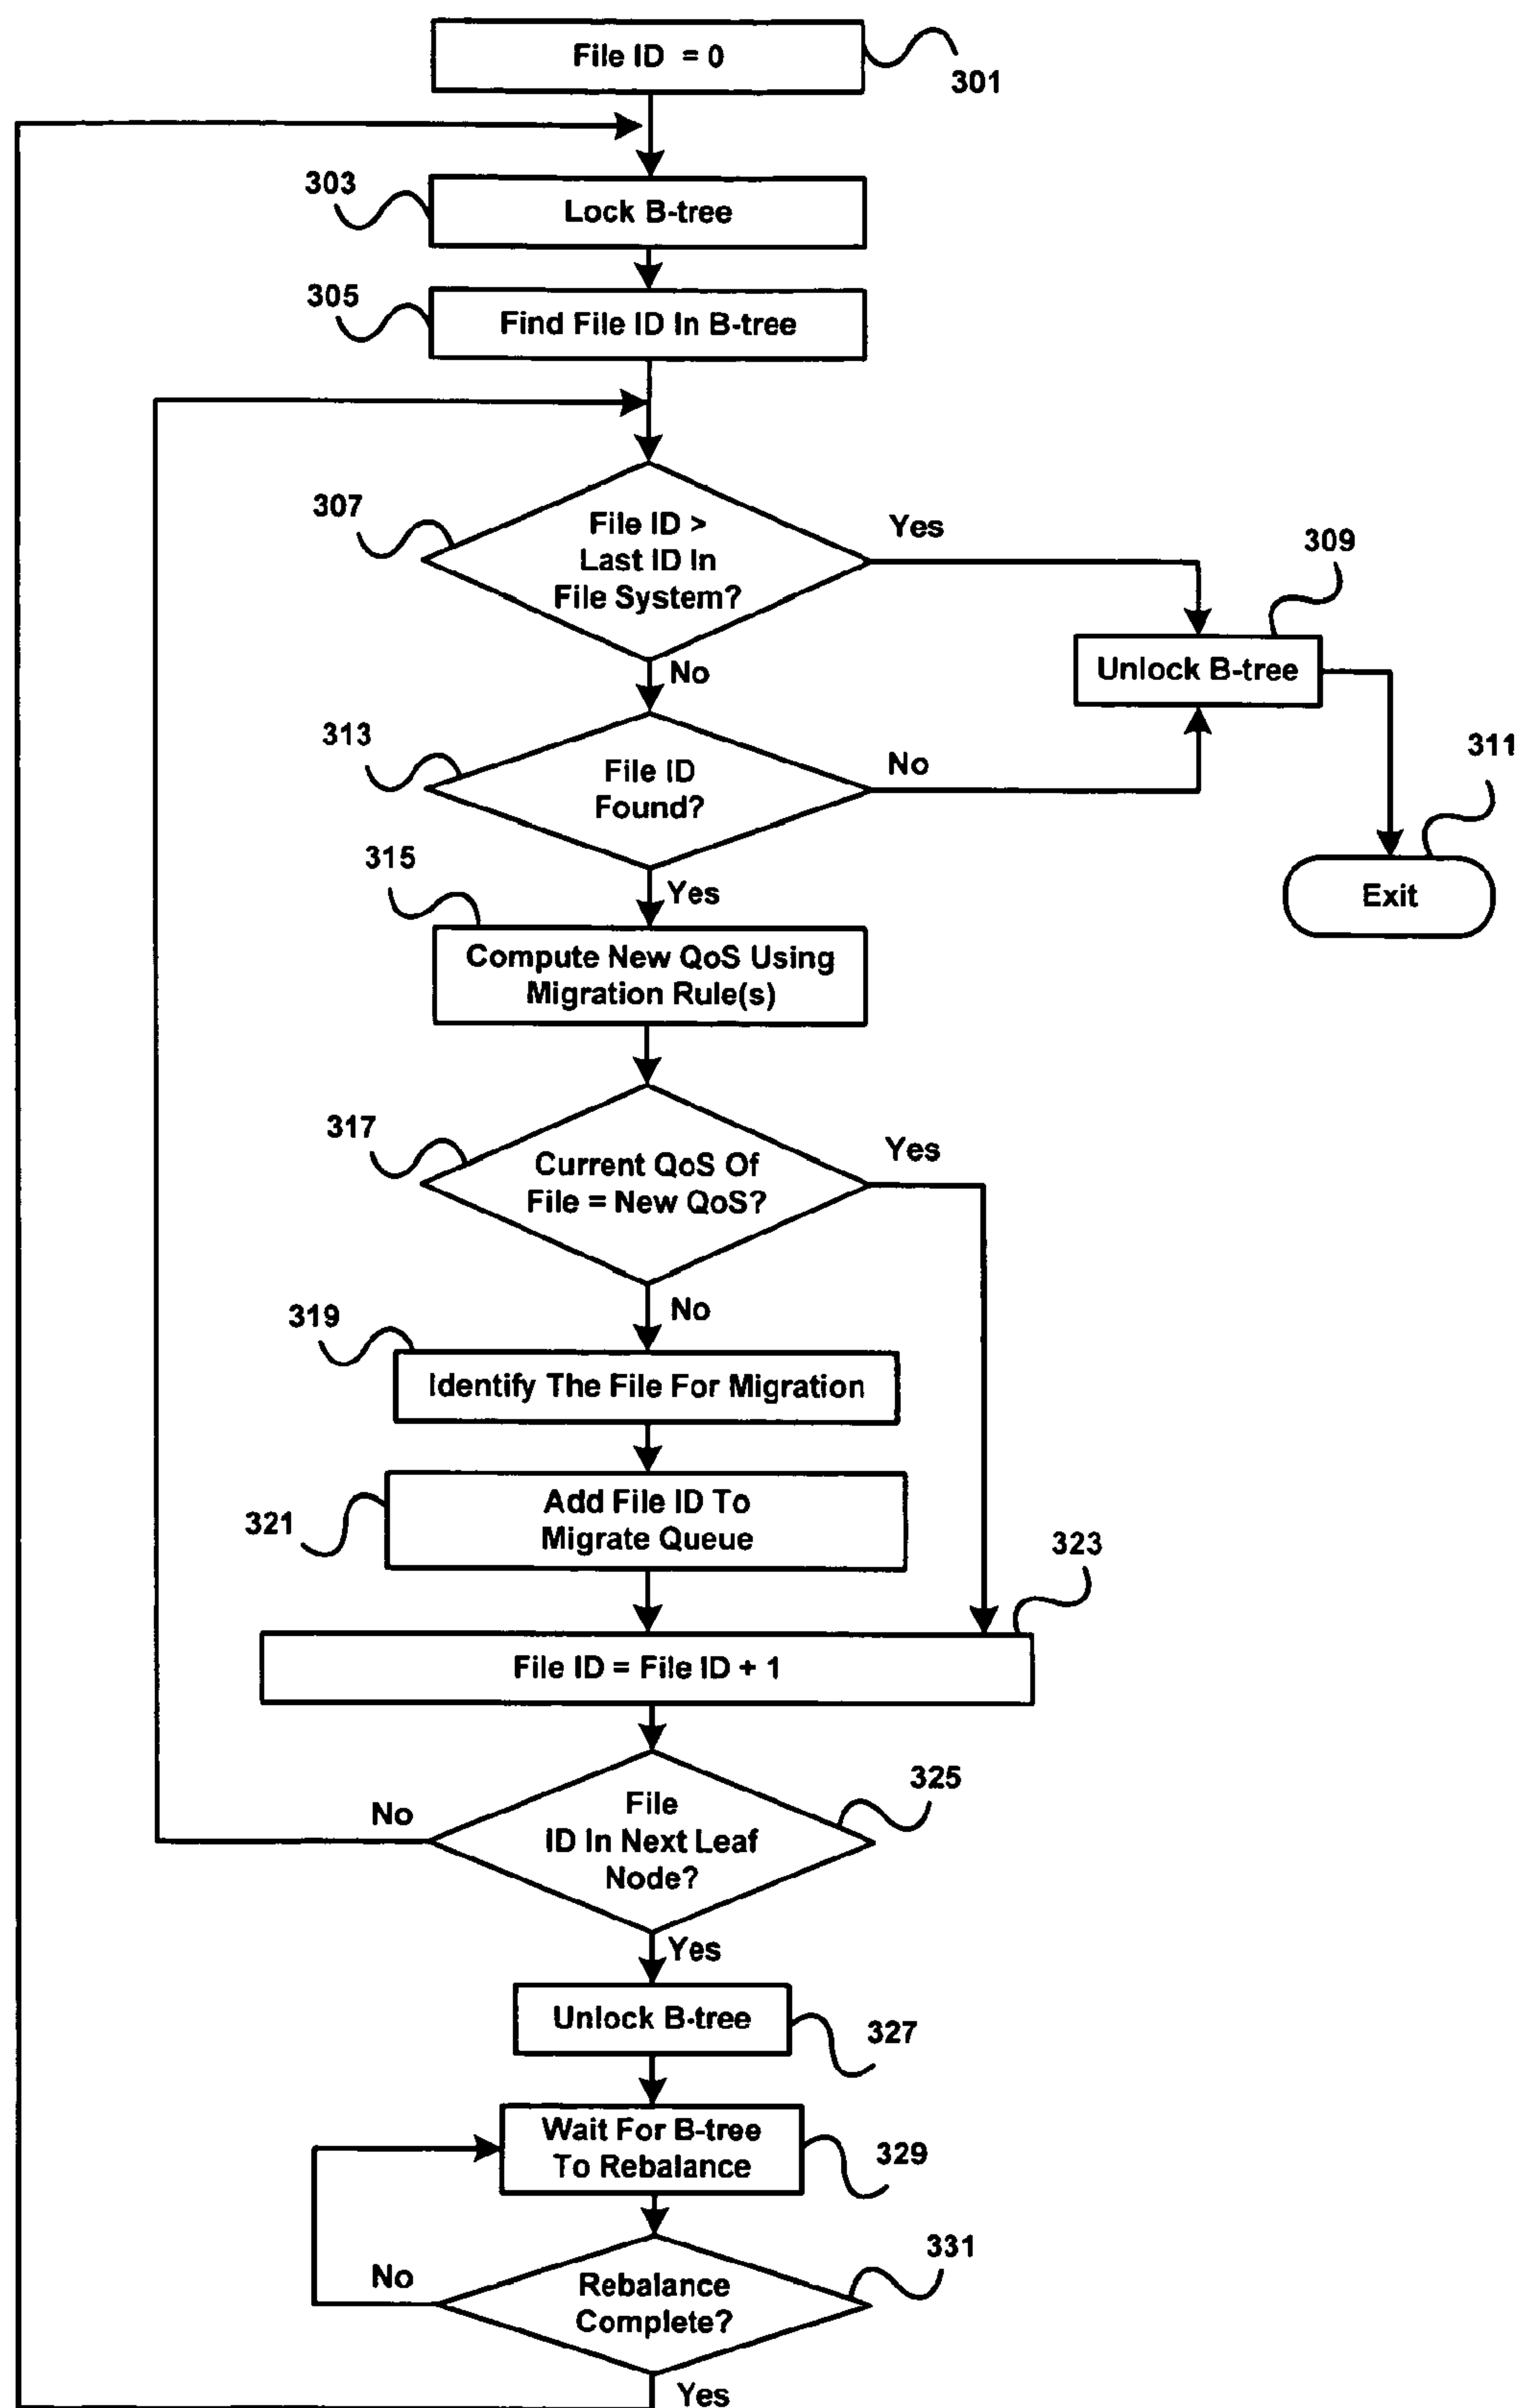 File ID = 0
301
303
Lock B-tree
305
Find File ID In B-tree
307
File ID >
Last ID In
File System?
Yes
309
Unlock B-tree
No
313
File ID
Found?
No
311
Exit
315
Yes
Compute New QoS Using
Migration Rule(s)
317
Current QoS Of
File = New QoS?
Yes
No
319
Identify The File For Migration
321
Add File ID To
Migrate Queue
323
File ID = File ID + 1
325
File
ID In Next Leaf
Node?
No
Yes
Unlock B-tree
327
Wait For B-tree
To Rebalance
329
331
No
Rebalance
Complete?
Yes